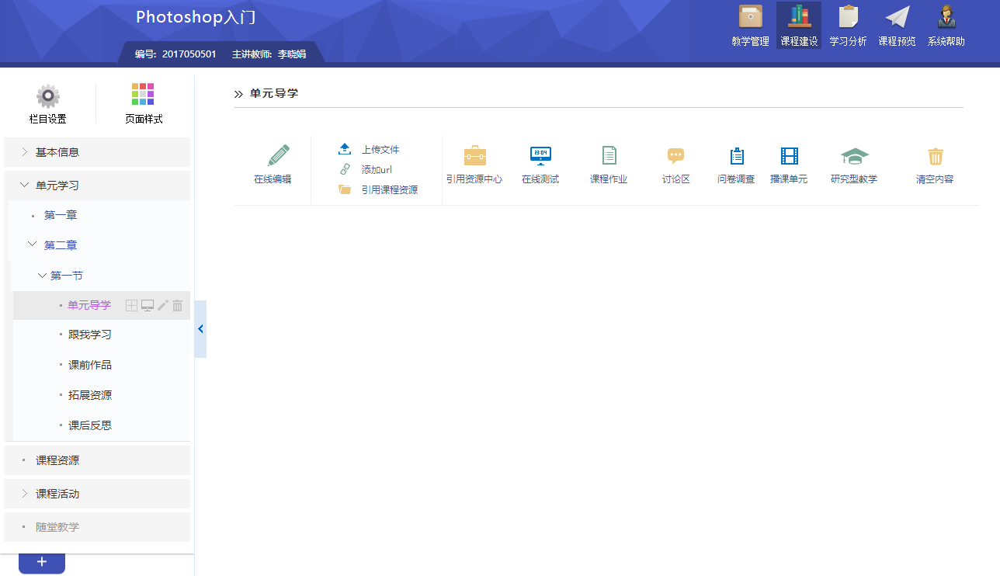 Photoshop入门
编号: 2017050501 主讲教师: 李晓娟
教学管理 课程建设 学习分析 课程预览 系统帮助
栏目设置 页面样式
基本信息
单元学习
第一章
第二章
第一节
单元导学
跟我学习
课前作品
拓展资源
课后反思
课程资源
课程活动
随堂教学
+
单元导学
在线编辑
上传文件
添加url
引用课程资源
23:04
引用资源中心 在线测试 课程作业 讨论区 问卷调查 播课单元 研究型教学 清空内容